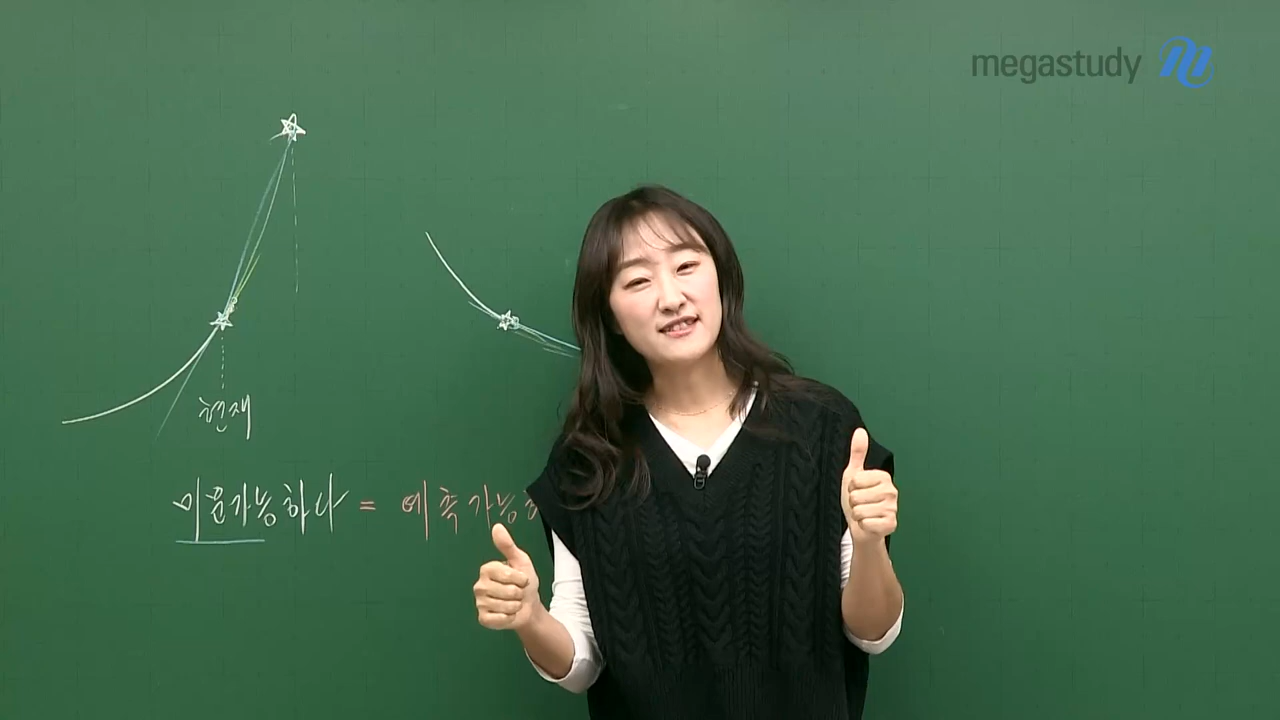 megastudy
현재
미분가능하다 = 예측가능